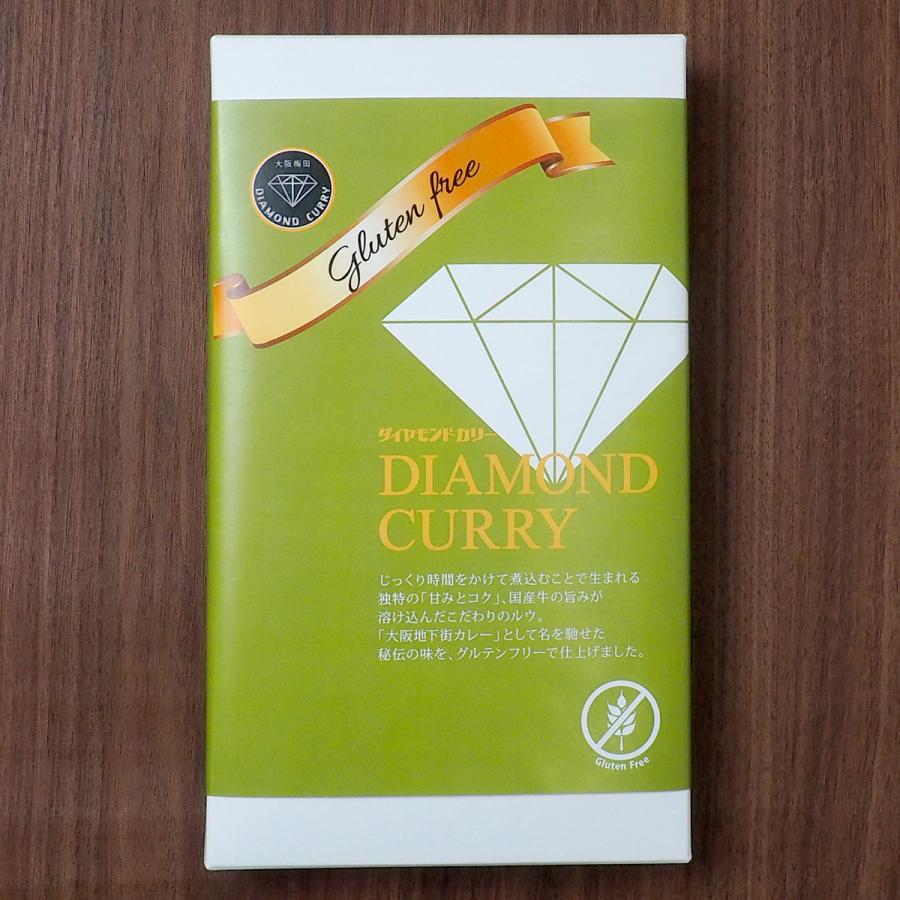 大阪梅田
DIAMOND CURRY
Gluten free
ダイヤモンドカリー
DIAMOND
CURRY
じっくり時間をかけて煮込むことで生まれる
独特の「甘みとコク」、国産牛の旨みが
溶け込んだこだわりのルウ。
「大阪地下街カレー」として名を馳せた
秘伝の味を、グルテンフリーで仕上げました。
Gluten Free